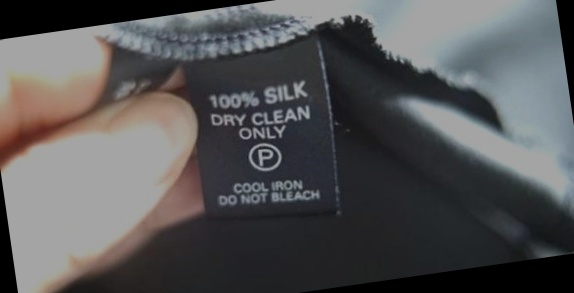 100% SILK
DRY CLEAN
ONLY
P
COOL IRON
DO NOT BLEACH